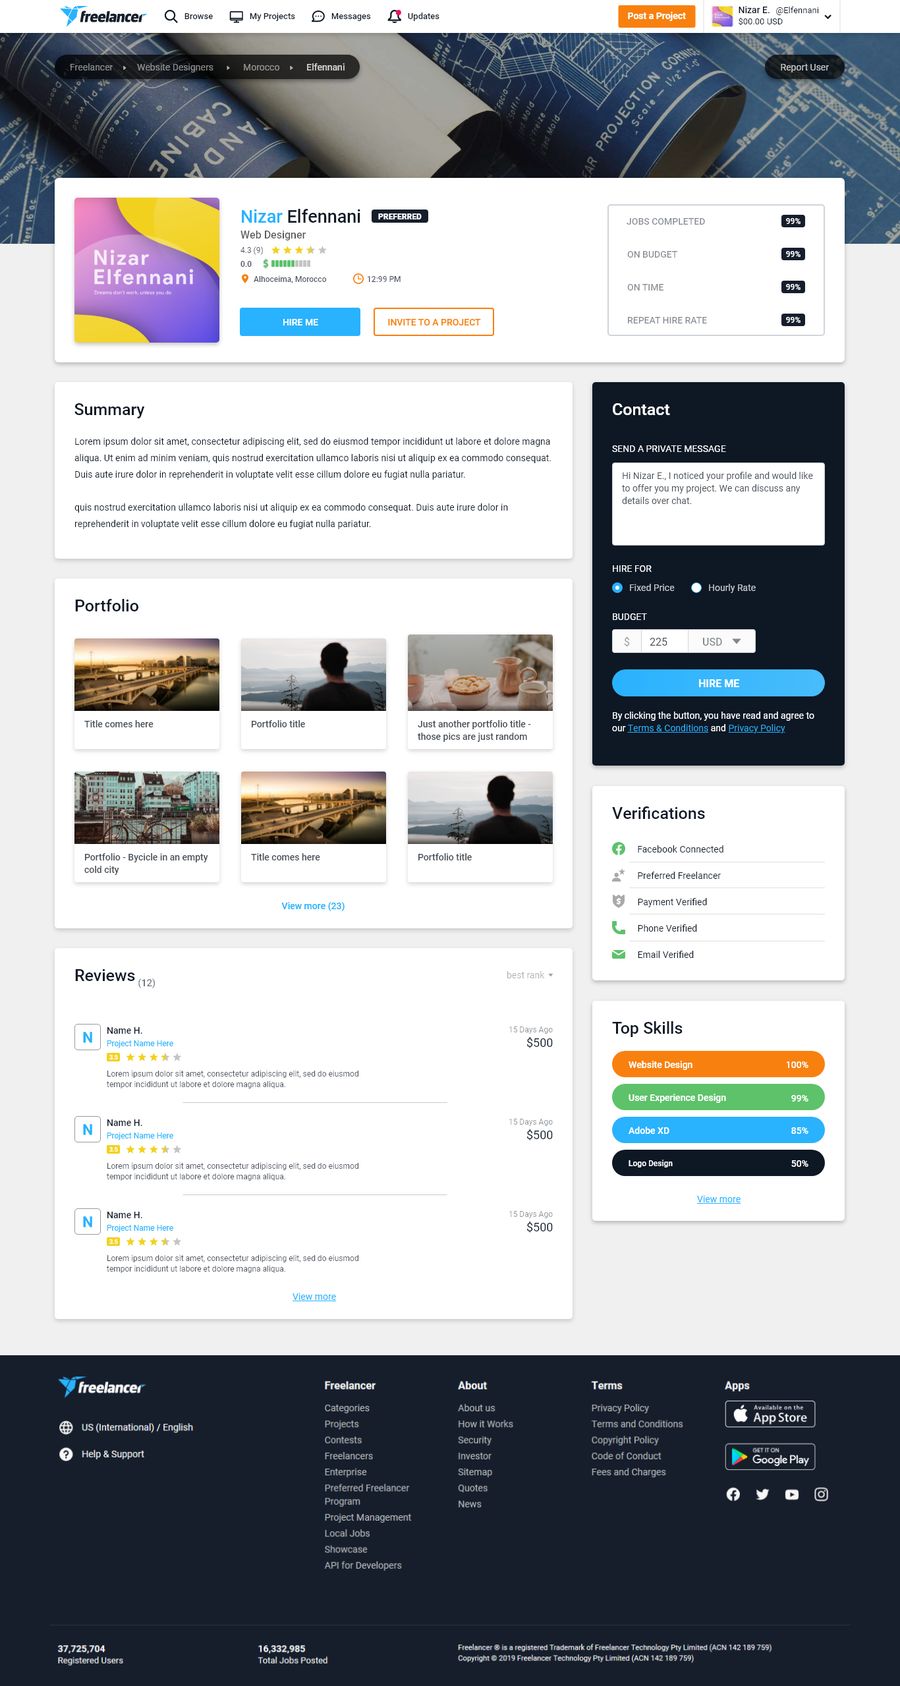 freelancer
Browse
My Projects
Messages
Updates
Post a Project
Nizar E. @Elfennani
$00.00 USD
Freelancer
Website Designers
Morocco
Elfennani
Report User
CABINE
PROJECTION
Scale
Nizar
Elfennani
Dreams don't work, unless you do
Nizar Elfennani
PREFERRED
Web Designer
4.3 (9)
0.0 $
Alhoceima, Morocco
12:99 PM
HIRE ME
INVITE TO A PROJECT
JOBS COMPLETED 99%
ON BUDGET 99%
ON TIME 99%
REPEAT HIRE RATE 99%
Summary
Lorem ipsum dolor sit amet, consectetur adipiscing elit, sed do eiusmod tempor incididunt ut labore et dolore magna
aliqua. Ut enim ad minim veniam, quis nostrud exercitation ullamco laboris nisi ut aliquip ex ea commodo consequat.
Duis aute irure dolor in reprehenderit in voluptate velit esse cillum dolore eu fugiat nulla pariatur.
quis nostrud exercitation ullamco laboris nisi ut aliquip ex ea commodo consequat. Duis aute irure dolor in
reprehenderit in voluptate velit esse cillum dolore eu fugiat nulla pariatur.
Portfolio
Title comes here
Portfolio title
Just another portfolio title -
those pics are just random
Portfolio - Bycicle in an empty
cold city
Title comes here
Portfolio title
View more (23)
Reviews (12)
best rank
N
Name H.
Project Name Here
3.5
Lorem ipsum dolor sit amet, consectetur adipiscing elit, sed do eiusmod
tempor incididunt ut labore et dolore magna aliqua.
15 Days Ago
$500
N
Name H.
Project Name Here
3.5
Lorem ipsum dolor sit amet, consectetur adipiscing elit, sed do eiusmod
tempor incididunt ut labore et dolore magna aliqua.
15 Days Ago
$500
N
Name H.
Project Name Here
3.5
Lorem ipsum dolor sit amet, consectetur adipiscing elit, sed do eiusmod
tempor incididunt ut labore et dolore magna aliqua.
15 Days Ago
$500
View more
Contact
SEND A PRIVATE MESSAGE
Hi Nizar E., I noticed your profile and would like
to offer you my project. We can discuss any
details over chat.
HIRE FOR
Fixed Price
Hourly Rate
BUDGET
$ 225 USD
HIRE ME
By clicking the button, you have read and agree to
our Terms & Conditions and Privacy Policy
Verifications
Facebook Connected
Preferred Freelancer
Payment Verified
Phone Verified
Email Verified
Top Skills
Website Design 100%
User Experience Design 99%
Adobe XD 85%
Logo Design 50%
View more
freelancer
US (International) / English
Help & Support
Freelancer
Categories
Projects
Contests
Freelancers
Enterprise
Preferred Freelancer
Program
Project Management
Local Jobs
Showcase
API for Developers
About
About us
How it Works
Security
Investor
Sitemap
Quotes
News
Terms
Privacy Policy
Terms and Conditions
Copyright Policy
Code of Conduct
Fees and Charges
Apps
Available on the
App Store
GET IT ON
Google Play
37,725,704
Registered Users
16,332,985
Total Jobs Posted
Freelancer ® is a registered Trademark of Freelancer Technology Pty Limited (ACN 142 189 759)
Copyright © 2019 Freelancer Technology Pty Limited (ACN 142 189 759)